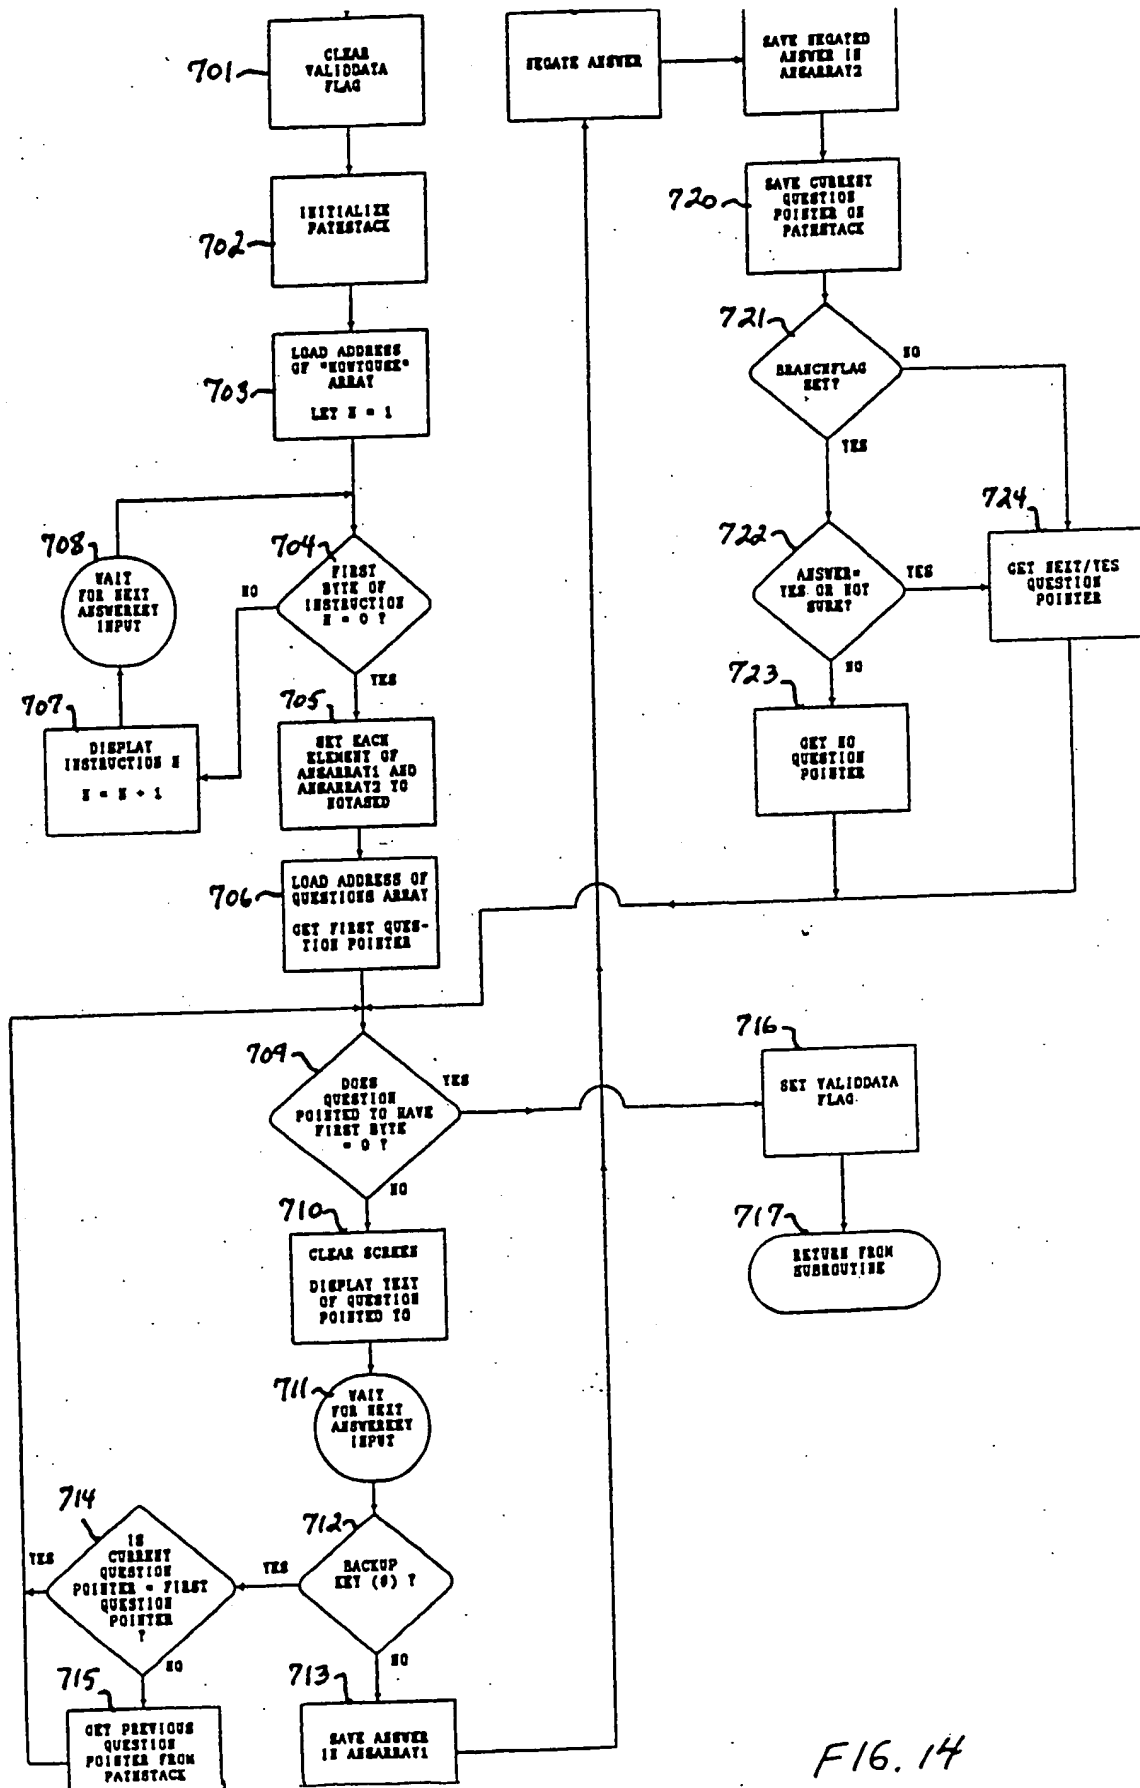 701
CLEAR
VALIDDATA
FLAG
702
INITIALIZE
PATHSTACK
703
LOAD ADDRESS
OF "HOWTOUSE"
ARRAY
LET N = 1
708
WAIT
FOR NEXT
ANSWERKEY
INPUT
704
FIRST
BYTE OF
INSTRUCTION
N = 0 ?
NO
YES
707
DISPLAY
INSTRUCTION N
N = N + 1
705
SET EACH
ELEMENT OF
ANSARRAY1 AND
ANSARRAY2 TO
NOTASKED
706
LOAD ADDRESS OF
QUESTIONS ARRAY
GET FIRST QUES-
TION POINTER
709
DOES
QUESTION
POINTED TO HAVE
FIRST BYTE
= 0 ?
YES
NO
710
CLEAR SCREEN
DISPLAY TEXT
OF QUESTION
POINTED TO
711
WAIT
FOR NEXT
ANSWERKEY
INPUT
712
BACKUP
KEY (#) ?
YES
NO
714
IS
CURRENT
QUESTION
POINTER = FIRST
QUESTION
POINTER
?
YES
NO
715
GET PREVIOUS
QUESTION
POINTER FROM
PATHSTACK
713
SAVE ANSWER
IN ANSARRAY1
NEGATE ANSWER
SAVE NEGATED
ANSWER IN
ANSARRAY2
720
SAVE CURRENT
QUESTION
POINTER ON
PATHSTACK
721
BRANCHFLAG
SET?
NO
YES
722
ANSWER=
YES OR NOT
SURE?
YES
NO
724
GET NEXT/YES
QUESTION
POINTER
723
GET NO
QUESTION
POINTER
716
SET VALIDDATA
FLAG
717
RETURN FROM
SUBROUTINE
FIG. 14